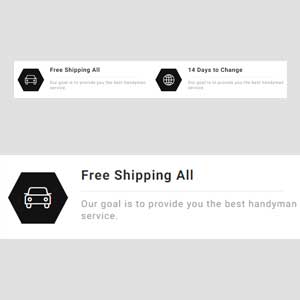 Free Shipping All
Our goal is to provide you the best handyman
service.
14 Days to Change
Our goal is to provide you the best handyman
service.
Free Shipping All
Our goal is to provide you the best handyman
service.